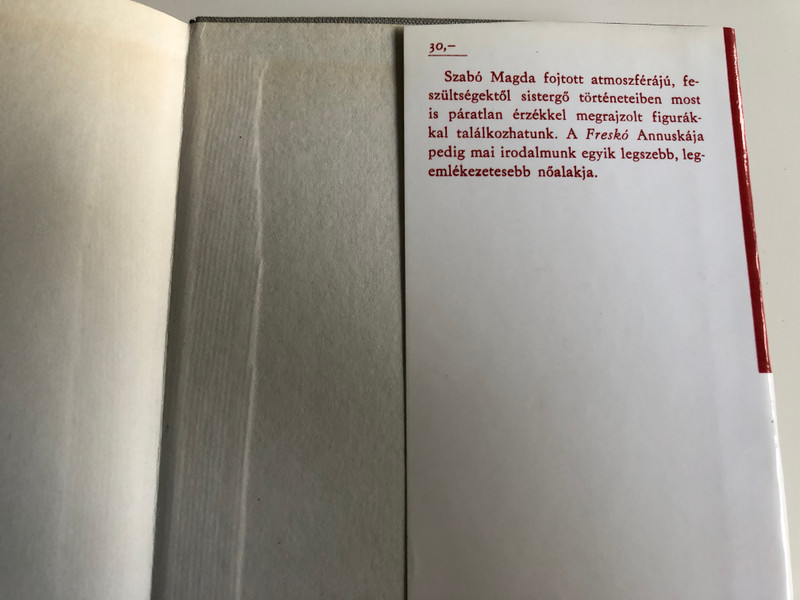 30,–
Szabó Magda fojtott atmoszférájú, fe-
szültségektől sistergő történeteiben most
is páratlan érzékkel megrajzolt figurák-
kal találkozhatunk. A Freskó Annuskája
pedig mai irodalmunk egyik legszebb, leg-
emlékezetesebb nőalakja.